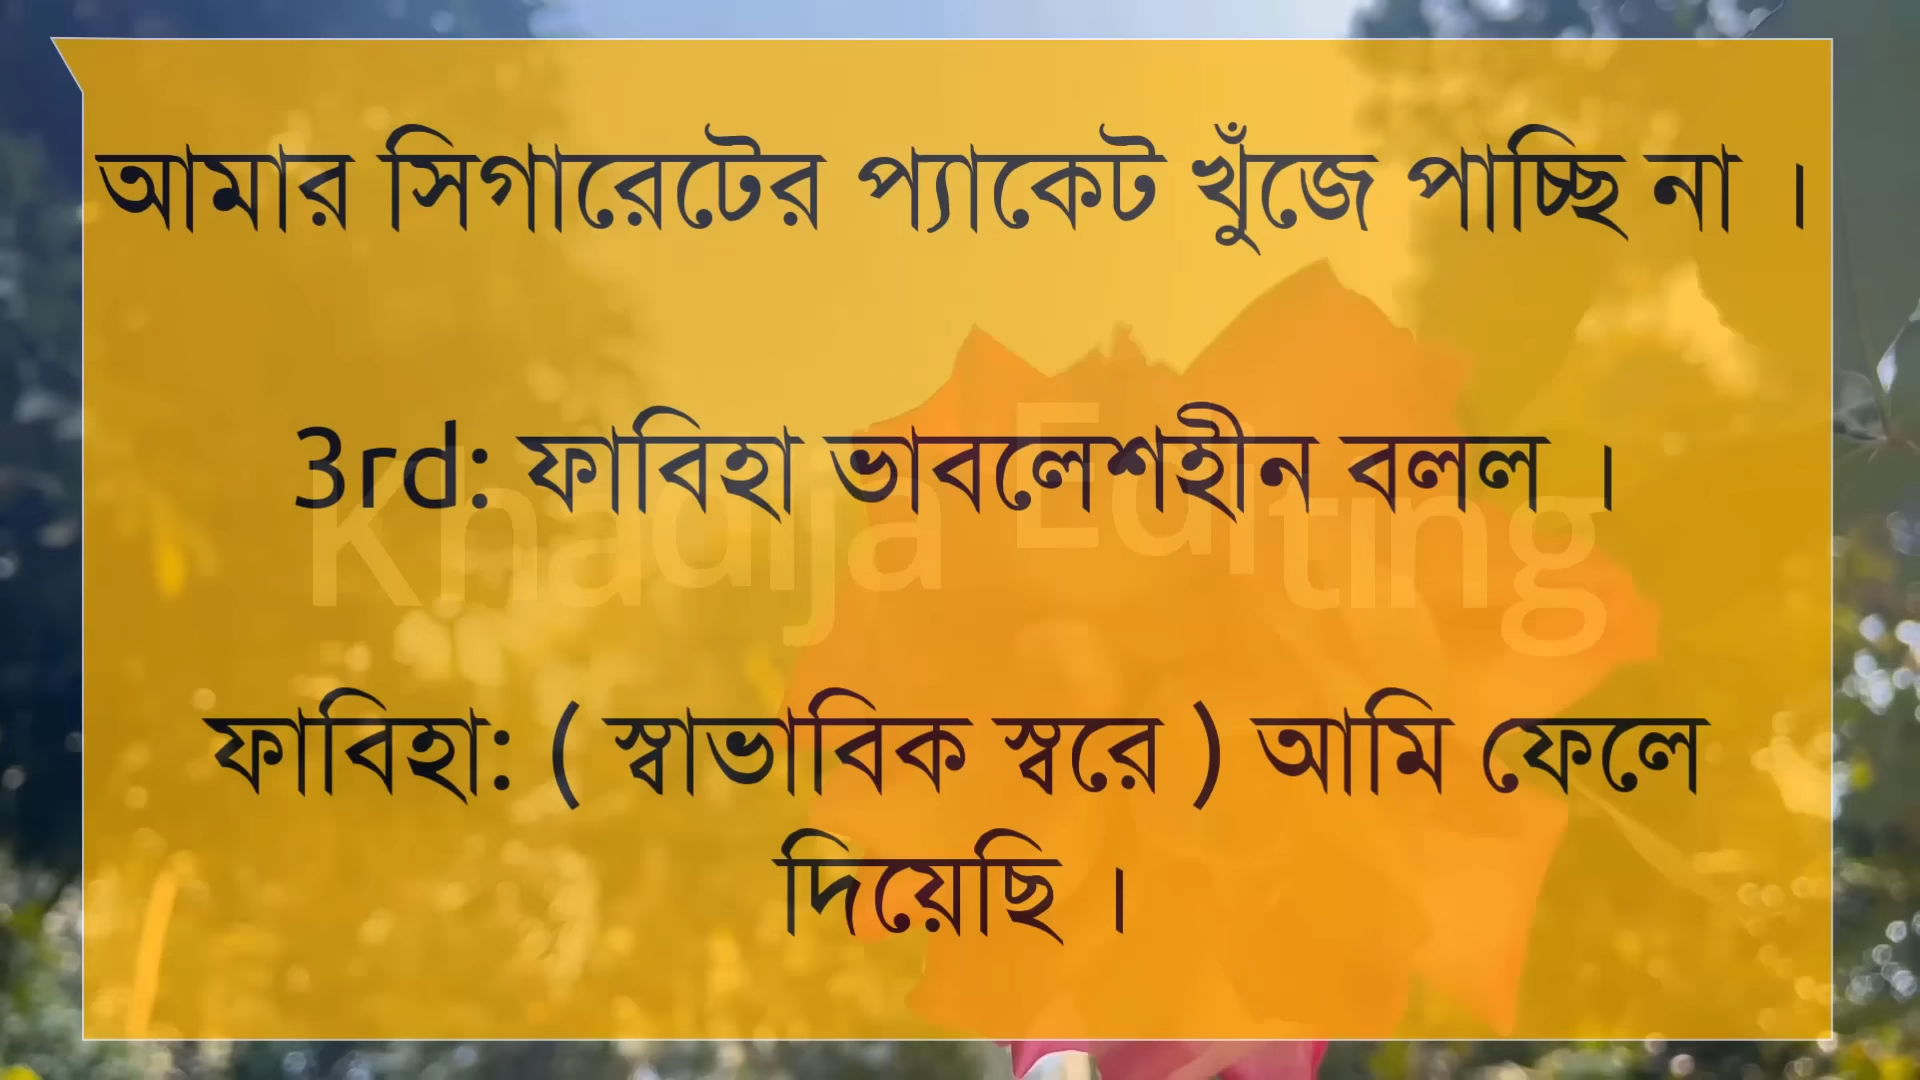 আমার সিগারেটের প্যাকেট খুঁজে পাচ্ছি না ।
3rd: ফাবিহা ভাবলেশহীন বলল ।
Khadija Editing
ফাবিহা: ( স্বাভাবিক স্বরে ) আমি ফেলে
দিয়েছি ।